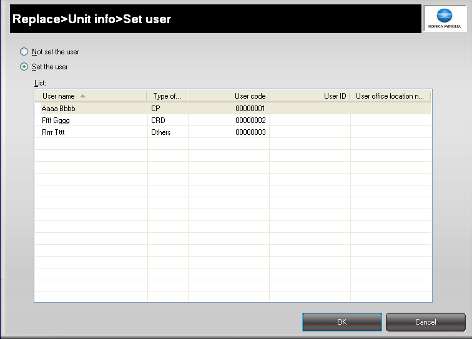 Replace>Unit info>Set user
KONICA MINOLTA
Not set the user
Set the user
List:
User name Type of... User code User ID User office location n...
Aaaa Bbbb CP 00000001
Pttt Gggg CRD 00000002
Rrrr Tttt Others 00000003
OK Cancel